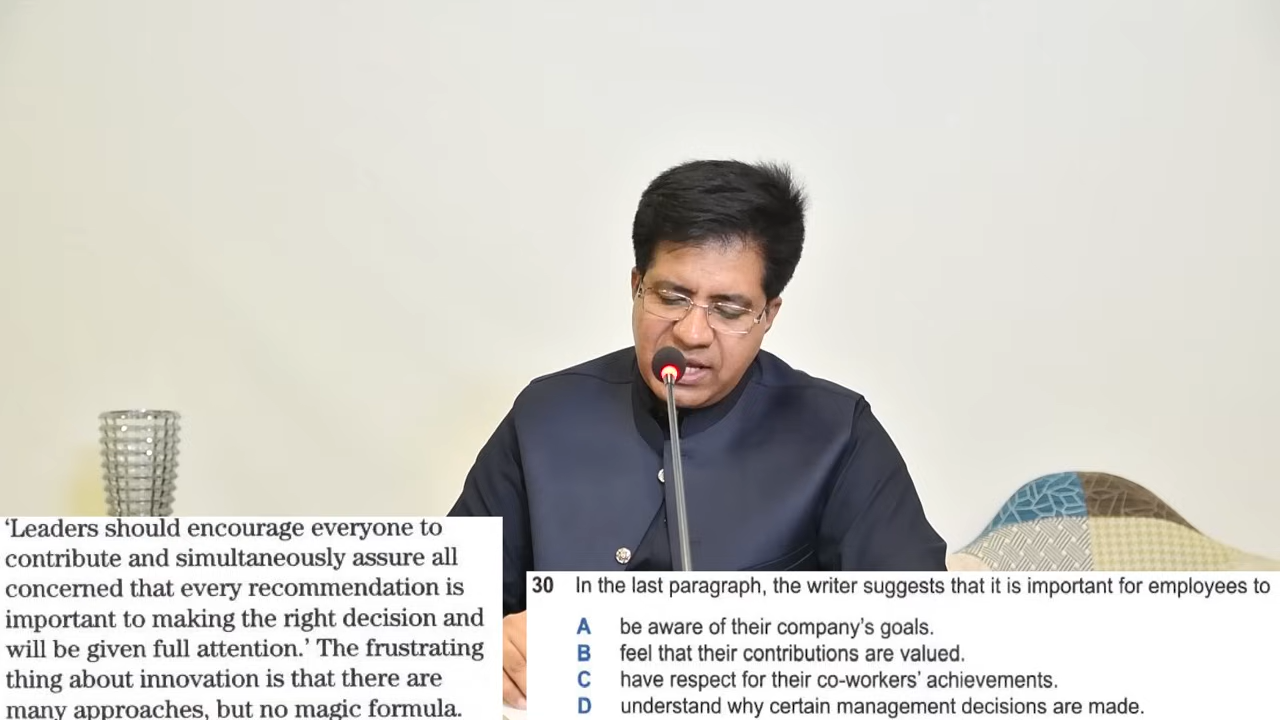 ‘Leaders should encourage everyone to
contribute and simultaneously assure all
concerned that every recommendation is
important to making the right decision and
will be given full attention.’ The frustrating
thing about innovation is that there are
many approaches, but no magic formula.
30 In the last paragraph, the writer suggests that it is important for employees to
A be aware of their company’s goals.
B feel that their contributions are valued.
C have respect for their co-workers’ achievements.
D understand why certain management decisions are made.